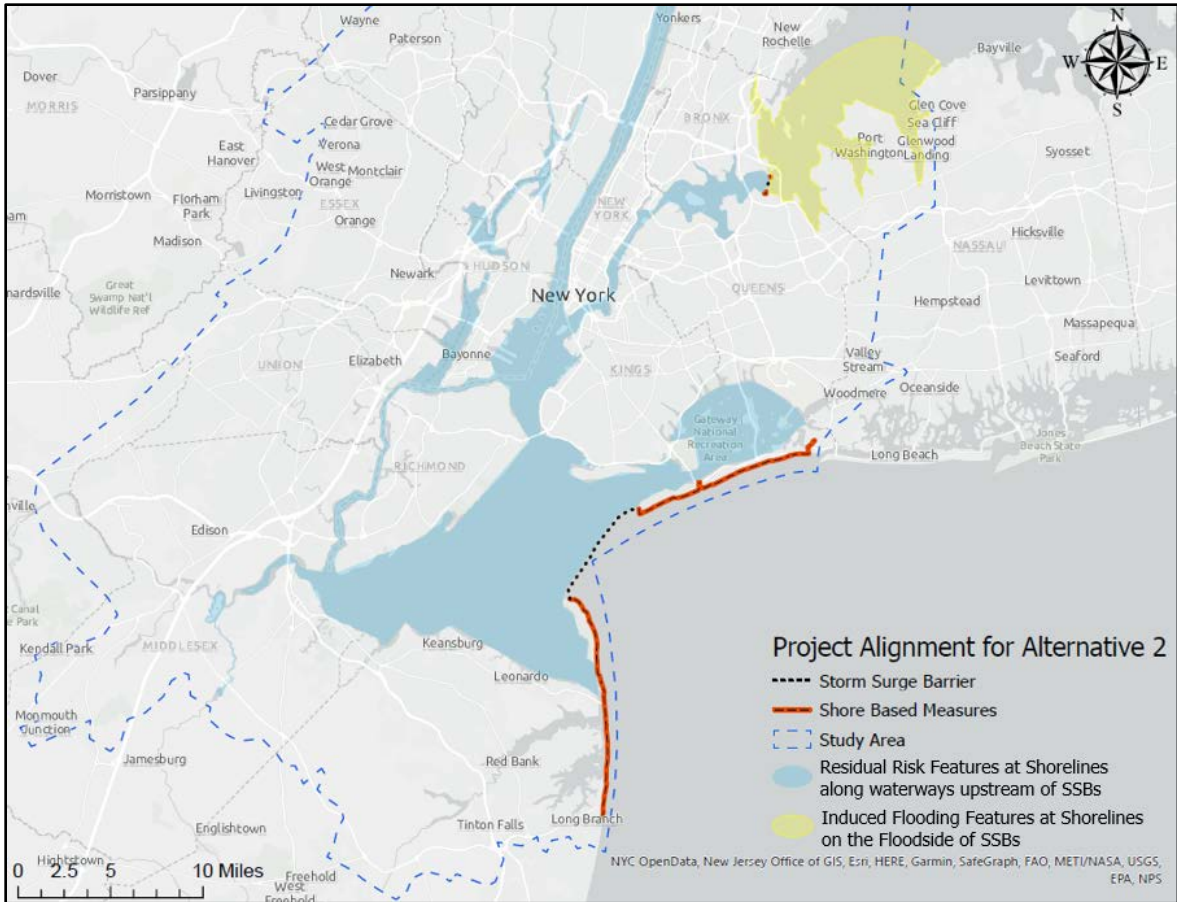 Yonkers
New
Rochelle
Bayville
N
W
E
S
Wayne
Paterson
Dover
Parsippany
MORRIS
Cedar Grove
Verona
East
Hanover
West
Orange
Montclair
Livingston
ESSEX
Orange
Morristown
Florham
Park
Madison
BRONX
Glen Cove
Sea Cliff
Port
Washington
Glenwood
Landing
Syosset
NEW
YORK
Hicksville
NASSAU
Levittown
Newark
HUDSON
QUEENS
Hempstead
Massapequa
nardsville
Great
Swamp Nat'l
Wildlife Ref
New York
Bayonne
Elizabeth
UNION
KINGS
Valley
Stream
Seaford
Oceanside
Woodmere
Gateway
National
Recreation
Area
Jones
Beach State
Park
Long Beach
RICHMOND
nville
Edison
t Canal
e Park
Kendall Park
MIDDLESEX
Keansburg
Leonardo
Monmouth
Junction
Jamesburg
Red Bank
Long Branch
Tinton Falls
Englishtown
Hightstown
Freehold
West
Freehold
0 2.5 5 10 Miles
Project Alignment for Alternative 2
Storm Surge Barrier
Shore Based Measures
Study Area
Residual Risk Features at Shorelines
along waterways upstream of SSBs
Induced Flooding Features at Shorelines
on the Floodside of SSBs
NYC OpenData, New Jersey Office of GIS, Esri, HERE, Garmin, SafeGraph, FAO, METI/NASA, USGS,
EPA, NPS